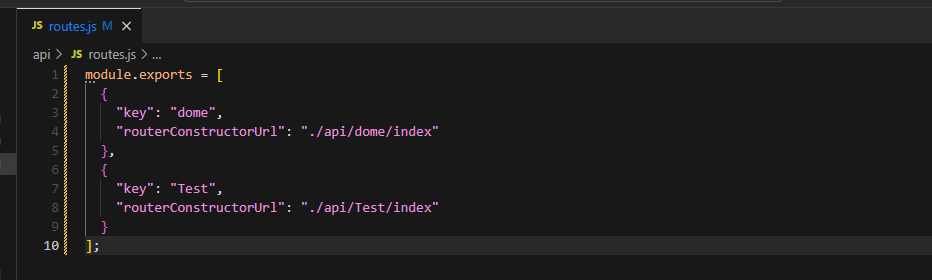 JS routes.js M ×
api > JS routes.js > ...
1 module.exports = [
2   {
3     "key": "dome",
4     "routerConstructorUrl": "./api/dome/index"
5   },
6   {
7     "key": "Test",
8     "routerConstructorUrl": "./api/Test/index"
9   }
10 ];